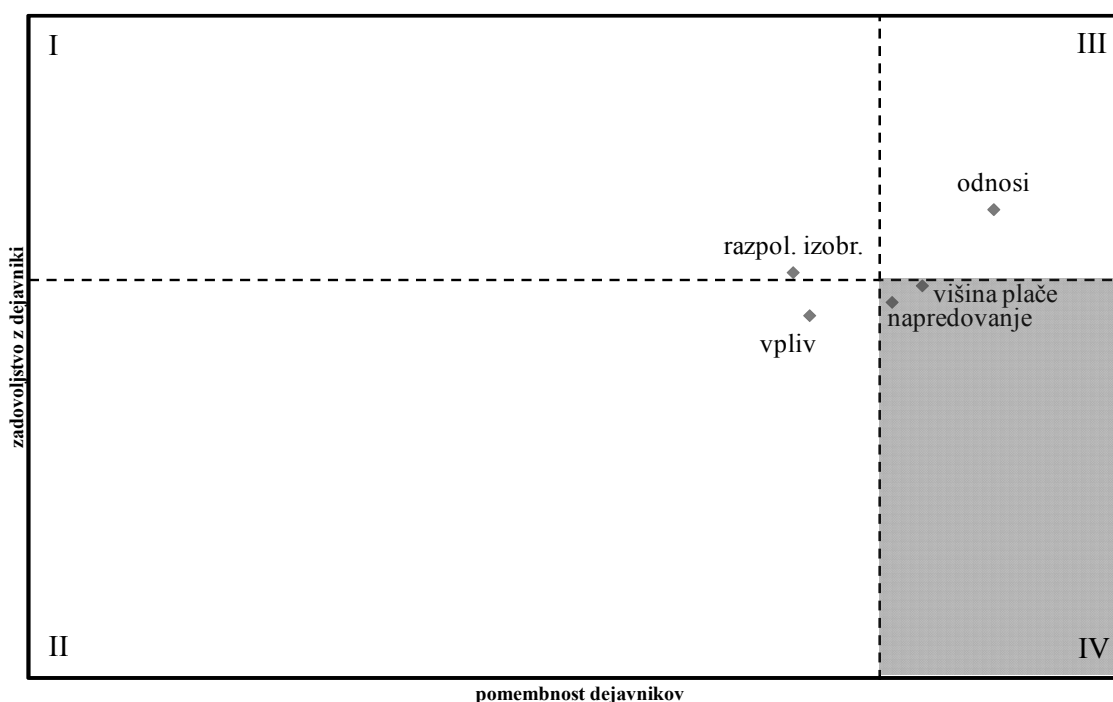 I
III
odnosi
razpol. izobr.
višina plače
napredovanje
vpliv
zadovoljstvo z dejavniki
II
IV
pomembnost dejavnikov